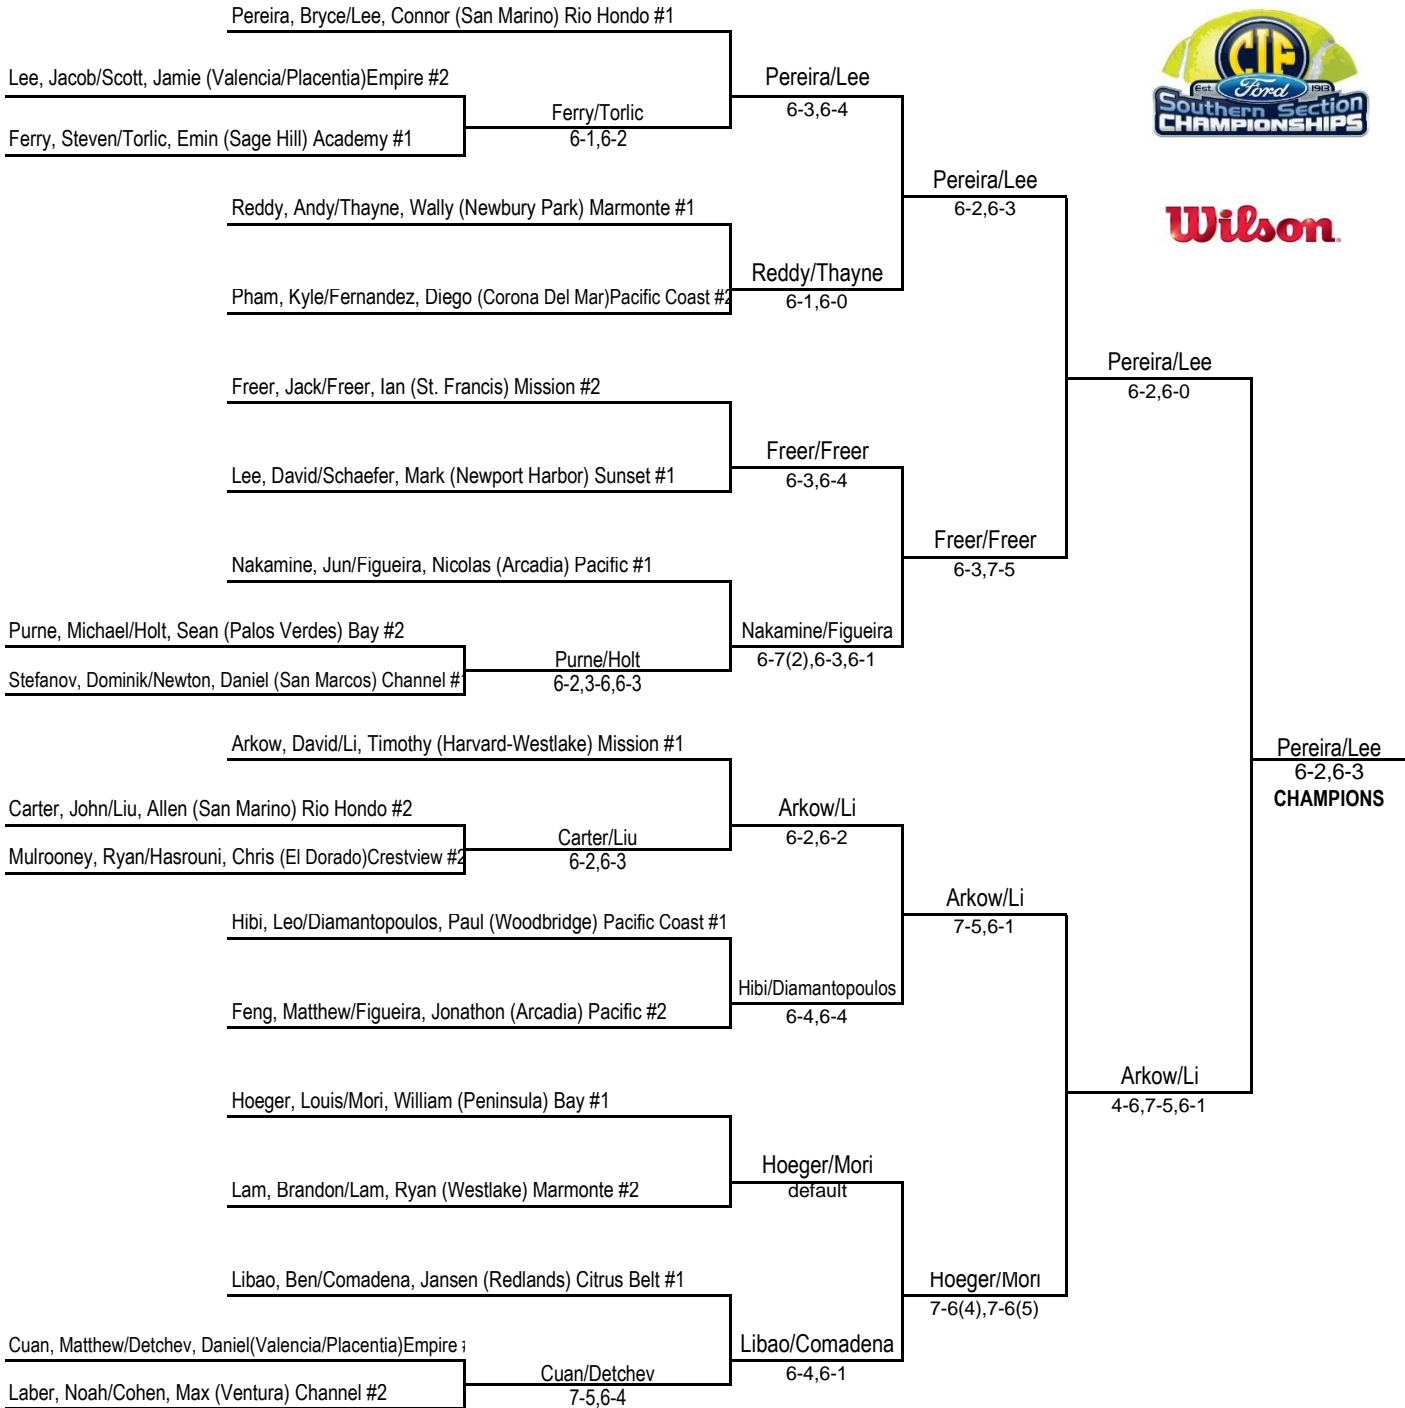 Pereira, Bryce/Lee, Connor (San Marino) Rio Hondo #1
Lee, Jacob/Scott, Jamie (Valencia/Placentia)Empire #2
Ferry/Torlic
6-1,6-2
Ferry, Steven/Torlic, Emin (Sage Hill) Academy #1
Pereira/Lee
6-3,6-4
Reddy, Andy/Thayne, Wally (Newbury Park) Marmonte #1
Pereira/Lee
6-2,6-3
Reddy/Thayne
6-1,6-0
Pham, Kyle/Fernandez, Diego (Corona Del Mar)Pacific Coast #2
Freer, Jack/Freer, Ian (St. Francis) Mission #2
Pereira/Lee
6-2,6-0
Freer/Freer
6-3,6-4
Lee, David/Schaefer, Mark (Newport Harbor) Sunset #1
Freer/Freer
6-3,7-5
Nakamine, Jun/Figueira, Nicolas (Arcadia) Pacific #1
Purne, Michael/Holt, Sean (Palos Verdes) Bay #2
Nakamine/Figueira
6-7(2),6-3,6-1
Purne/Holt
6-2,3-6,6-3
Stefanov, Dominik/Newton, Daniel (San Marcos) Channel #1
Arkow, David/Li, Timothy (Harvard-Westlake) Mission #1
Pereira/Lee
6-2,6-3
CHAMPIONS
Carter, John/Liu, Allen (San Marino) Rio Hondo #2
Arkow/Li
6-2,6-2
Carter/Liu
6-2,6-3
Mulrooney, Ryan/Hasrouni, Chris (El Dorado)Crestview #2
Arkow/Li
7-5,6-1
Hibi, Leo/Diamantopoulos, Paul (Woodbridge) Pacific Coast #1
Hibi/Diamantopoulos
6-4,6-4
Feng, Matthew/Figueira, Jonathon (Arcadia) Pacific #2
Arkow/Li
4-6,7-5,6-1
Hoeger, Louis/Mori, William (Peninsula) Bay #1
Hoeger/Mori
default
Lam, Brandon/Lam, Ryan (Westlake) Marmonte #2
Libao, Ben/Comadena, Jansen (Redlands) Citrus Belt #1
Hoeger/Mori
7-6(4),7-6(5)
Cuan, Matthew/Detchev, Daniel(Valencia/Placentia)Empire
Libao/Comadena
6-4,6-1
Cuan/Detchev
7-5,6-4
Laber, Noah/Cohen, Max (Ventura) Channel #2
CIF
Est. Ford 1913
Southern Section
CHAMPIONSHIPS
Wilson